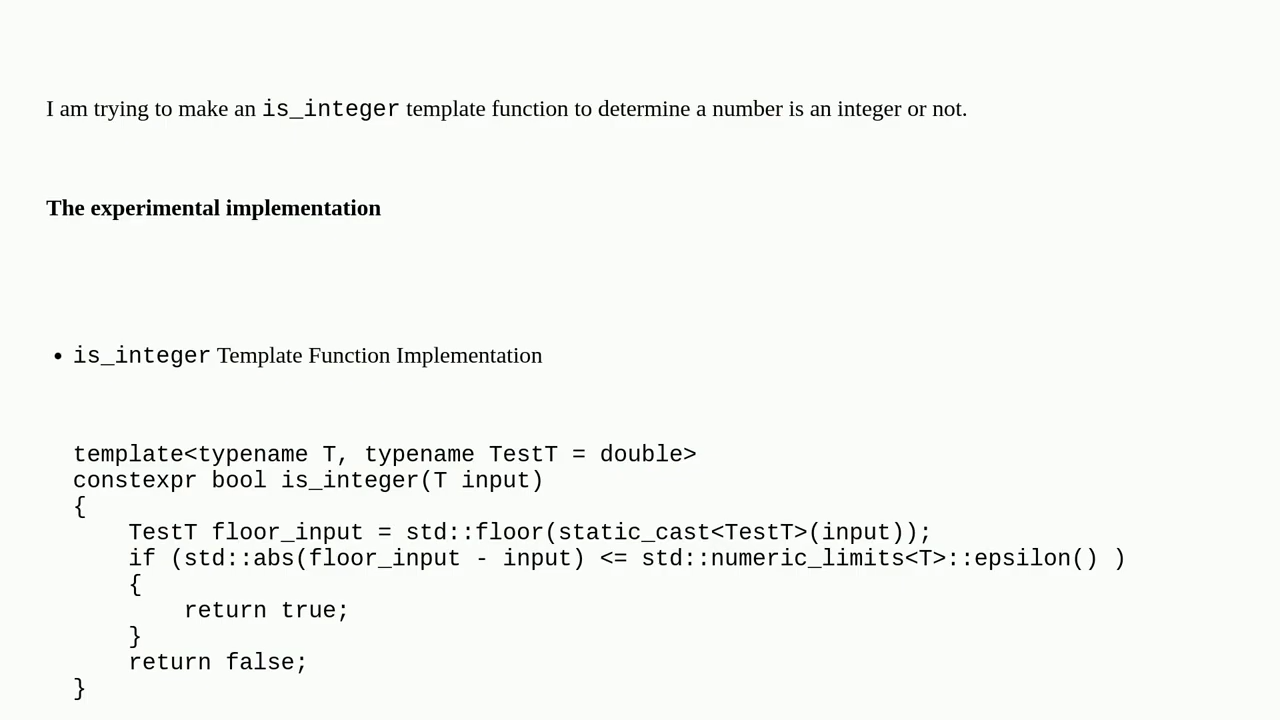 I am trying to make an is_integer template function to determine a number is an integer or not.
The experimental implementation
• is_integer Template Function Implementation
template<typename T, typename TestT = double>
constexpr bool is_integer(T input)
{
    TestT floor_input = std::floor(static_cast<TestT>(input));
    if (std::abs(floor_input - input) <= std::numeric_limits<T>::epsilon() )
    {
        return true;
    }
    return false;
}